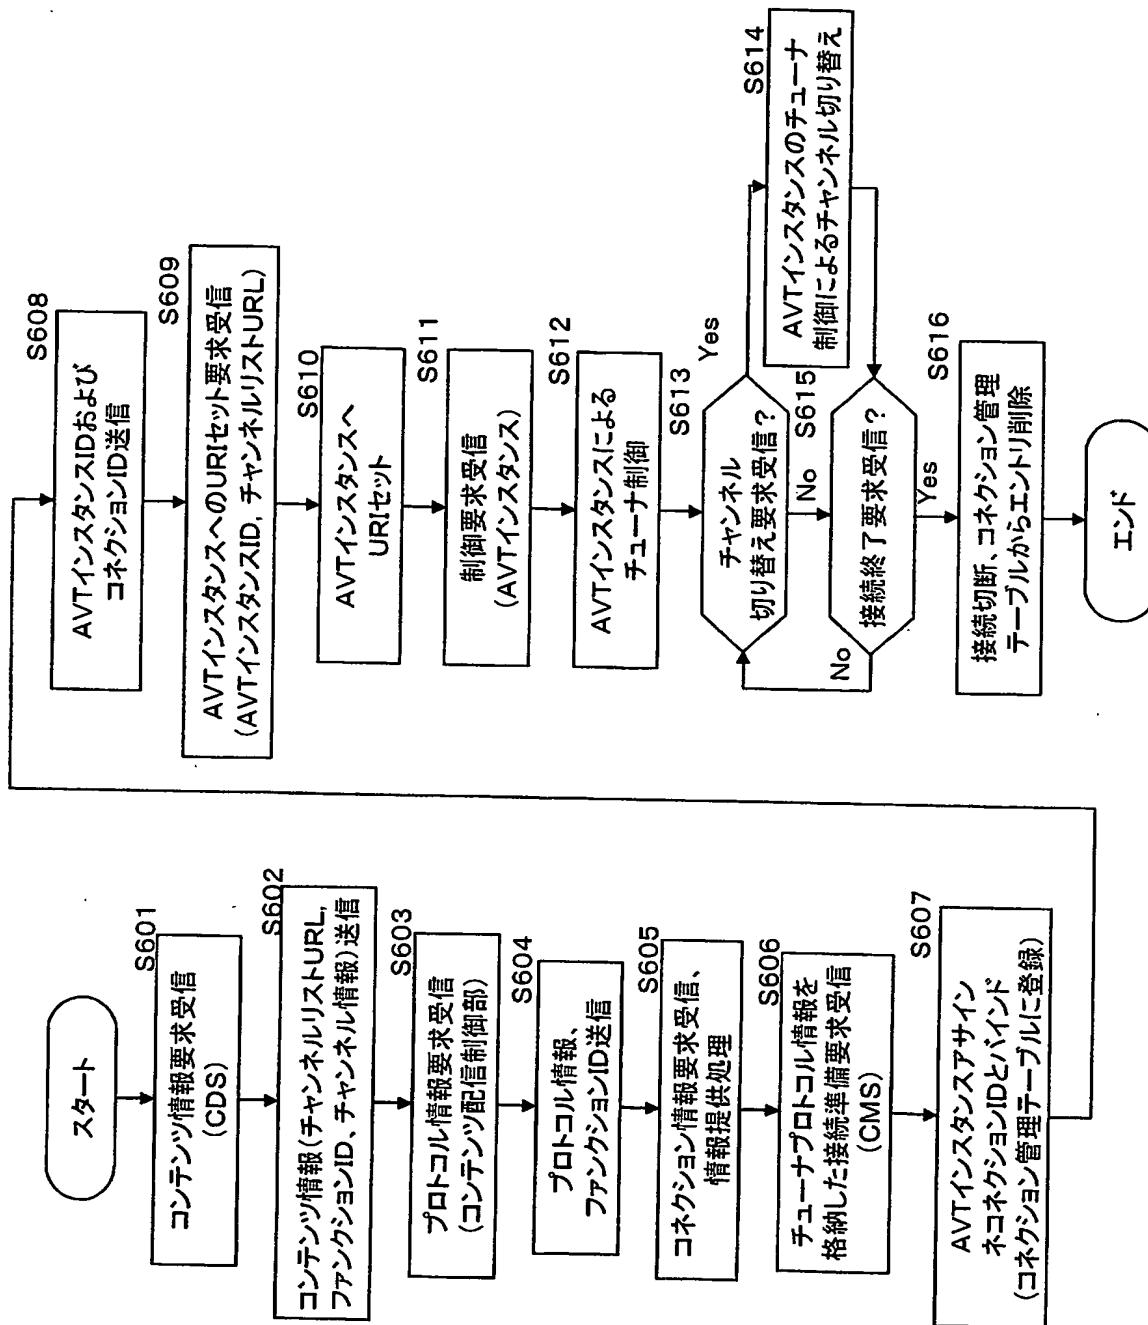 スタート
S601
コンテンツ情報要求受信
(CDS)
S602
コンテンツ情報(チャンネルリストURL,
ファンクションID、チャンネル情報)送信
S603
プロトコル情報要求受信
(コンテンツ配信制御部)
S604
プロトコル情報、
ファンクションID送信
S605
コネクション情報要求受信、
情報提供処理
S606
チューナプロトコル情報を
格納した接続準備要求受信
(CMS)
S607
AVTインスタンスアサイン
ネコネクションIDとバインド
(コネクション管理テーブルに登録)
S608
AVTインスタンスIDおよび
コネクションID送信
S609
AVTインスタンスへのURIセット要求受信
(AVTインスタンスID, チャンネルリストURL)
S610
AVTインスタンスへ
URIセット
S611
制御要求受信
(AVTインスタンス)
S612
AVTインスタンスによる
チューナ制御
S613
チャンネル
切り替え要求受信?
Yes
No
S614
AVTインスタンスのチューナ
制御によるチャンネル切り替え
S615
接続終了要求受信?
No
Yes
S616
接続切断、コネクション管理
テーブルからエントリ削除
エンド